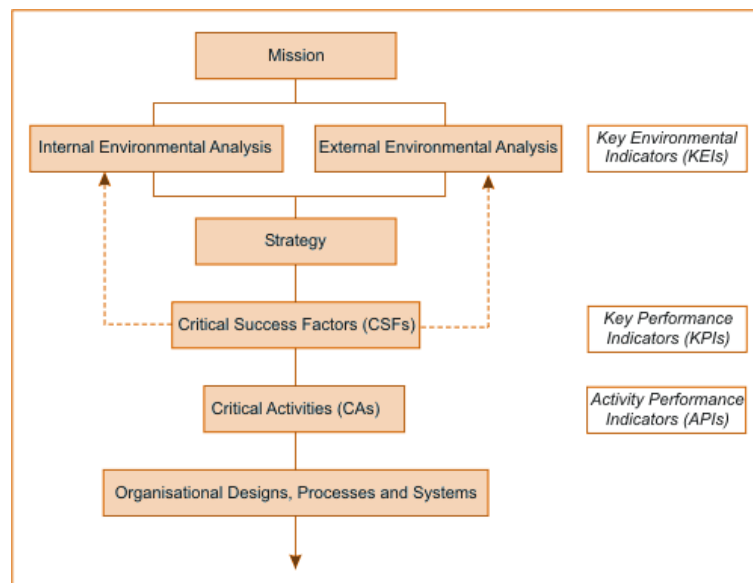 Mission
Internal Environmental Analysis
External Environmental Analysis
Key Environmental
Indicators (KEIs)
Strategy
Critical Success Factors (CSFs)
Key Performance
Indicators (KPIs)
Critical Activities (CAs)
Activity Performance
Indicators (APIs)
Organisational Designs, Processes and Systems